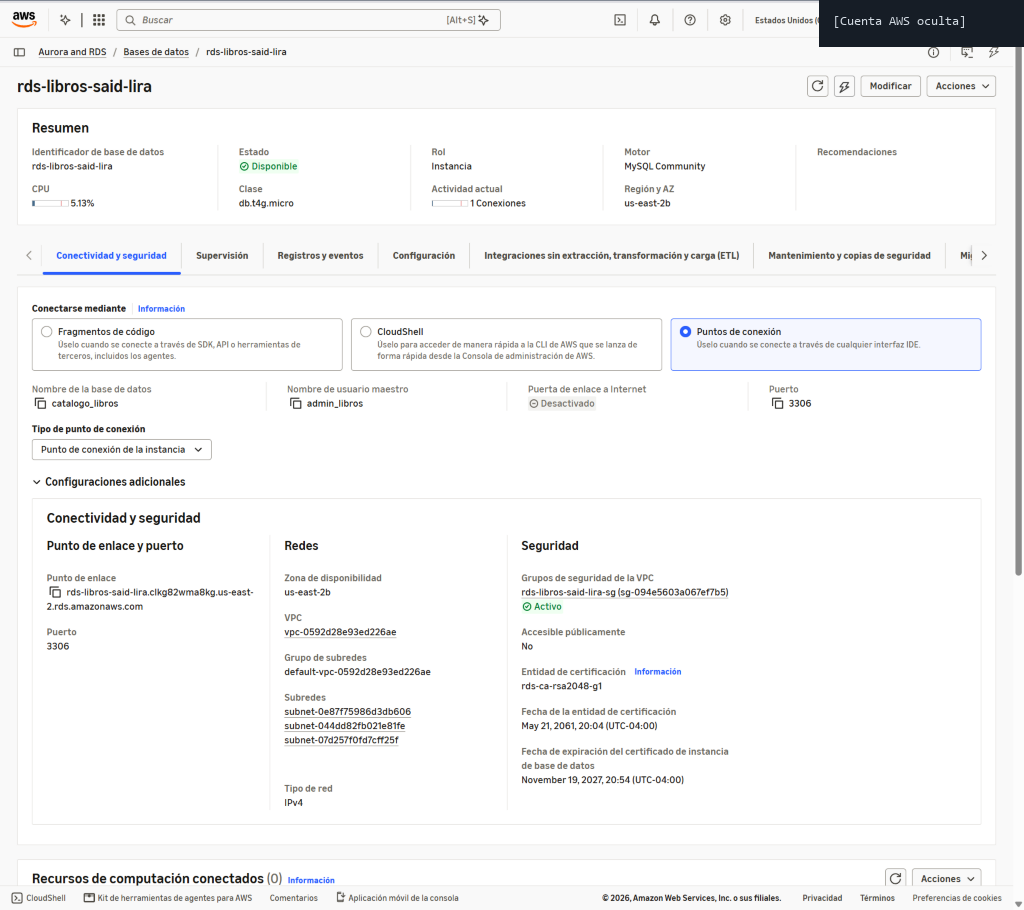 aws
Buscar
[Alt+S]
Estados Unidos (
[Cuenta AWS oculta]
Aurora and RDS / Bases de datos / rds-libros-said-lira
rds-libros-said-lira
Modificar
Acciones
Resumen
Identificador de base de datos
rds-libros-said-lira
Estado
Disponible
Rol
Instancia
Motor
MySQL Community
Recomendaciones
CPU
5.13%
Clase
db.t4g.micro
Actividad actual
1 Conexiones
Región y AZ
us-east-2b
Conectividad y seguridad
Supervisión
Registros y eventos
Configuración
Integraciones sin extracción, transformación y carga (ETL)
Mantenimiento y copias de seguridad
Conectarse mediante
Información
Fragmentos de código
Úselo cuando se conecte a través de SDK, API o herramientas de
terceros, incluidos los agentes.
CloudShell
Úselo para acceder de manera rápida a la CLI de AWS que se lanza de
forma rápida desde la Consola de administración de AWS.
Puntos de conexión
Úselo cuando se conecte a través de cualquier interfaz IDE.
Nombre de la base de datos
catalogo_libros
Nombre de usuario maestro
admin_libros
Puerta de enlace a Internet
Desactivado
Puerto
3306
Tipo de punto de conexión
Punto de conexión de la instancia
Configuraciones adicionales
Conectividad y seguridad
Punto de enlace y puerto
Punto de enlace
rds-libros-said-lira.clkg82wma8kg.us-east-
2.rds.amazonaws.com
Puerto
3306
Redes
Zona de disponibilidad
us-east-2b
VPC
vpc-0592d28e93ed226ae
Grupo de subredes
default-vpc-0592d28e93ed226ae
Subredes
subnet-0e87f75986d3db606
subnet-044dd82fb021e81fe
subnet-07d257f0fd7cff25f
Tipo de red
IPv4
Seguridad
Grupos de seguridad de la VPC
rds-libros-said-lira-sg (sg-094e5603a067ef7b5)
Activo
Accesible públicamente
No
Entidad de certificación
Información
rds-ca-rsa2048-g1
Fecha de la entidad de certificación
May 21, 2061, 20:04 (UTC-04:00)
Fecha de expiración del certificado de instancia
de base de datos
November 19, 2027, 20:54 (UTC-04:00)
Recursos de computación conectados (0)
Información
Acciones
CloudShell
Kit de herramientas de agentes para AWS
Comentarios
Aplicación móvil de la consola
© 2026, Amazon Web Services, Inc. o sus filiales.
Privacidad
Términos
Preferencias de cookies